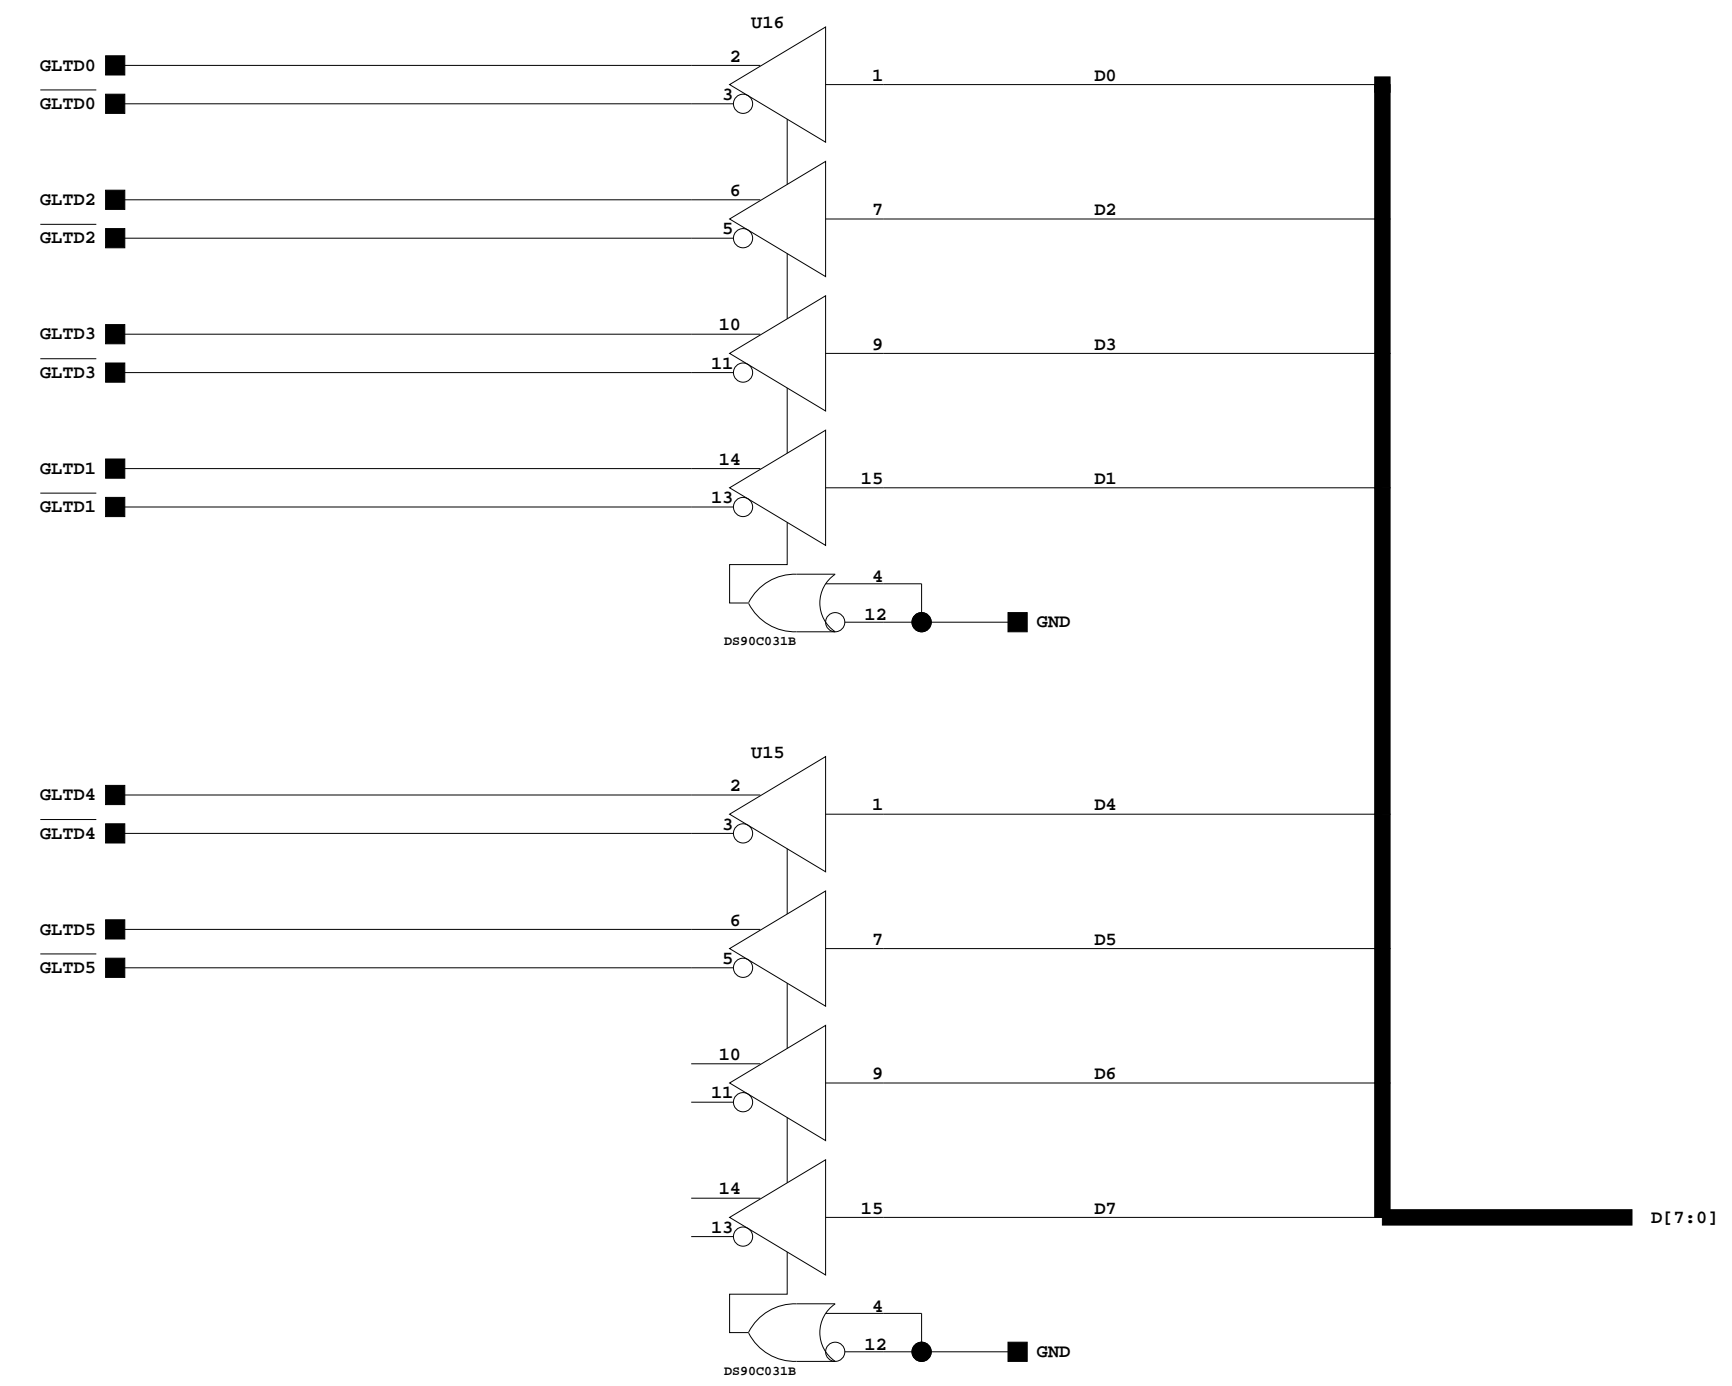 U16
GLTD0 2
1 D0
GLTD0 3
GLTD2 6
7 D2
GLTD2 5
GLTD3 10
9 D3
GLTD3 11
GLTD1 14
15 D1
GLTD1 13
4
12 GND
DS90C031B
U15
GLTD4 2
1 D4
GLTD4 3
GLTD5 6
7 D5
GLTD5 5
10
9 D6
11
14
15 D7
D[7:0]
13
4
12 GND
DS90C031B